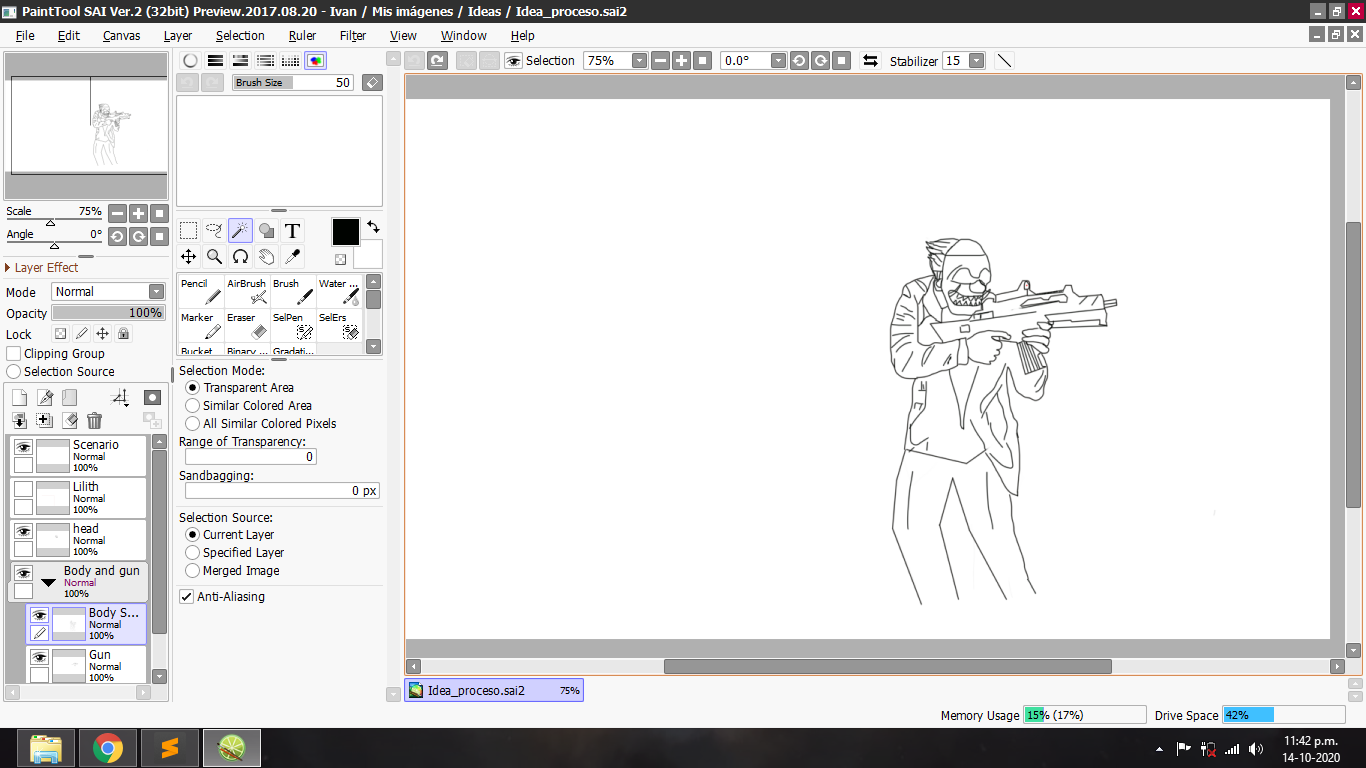 PaintTool SAI Ver.2 (32bit) Preview.2017.08.20 - Ivan / Mis imágenes / Ideas / Idea_proceso.sai2
File Edit Canvas Layer Selection Ruler Filter View Window Help
Selection 75% 0.0° Stabilizer 15
Scale 75%
Angle 0°
Layer Effect
Mode Normal
Opacity 100%
Lock
Clipping Group
Selection Source
Scenario
Normal
100%
Lilith
Normal
100%
head
Normal
100%
Body and gun
Normal
100%
Body S...
Normal
100%
Gun
Normal
100%
Brush Size 50
T
Pencil AirBrush Brush Water ...
Marker Eraser SelPen SelErs
Bucket Binary ... Gradati...
Selection Mode:
Transparent Area
Similar Colored Area
All Similar Colored Pixels
Range of Transparency:
0
Sandbagging:
0 px
Selection Source:
Current Layer
Specified Layer
Merged Image
Anti-Aliasing
Idea_proceso.sai2 75%
Memory Usage 15% (17%) Drive Space 42%
11:42 p.m.
14-10-2020